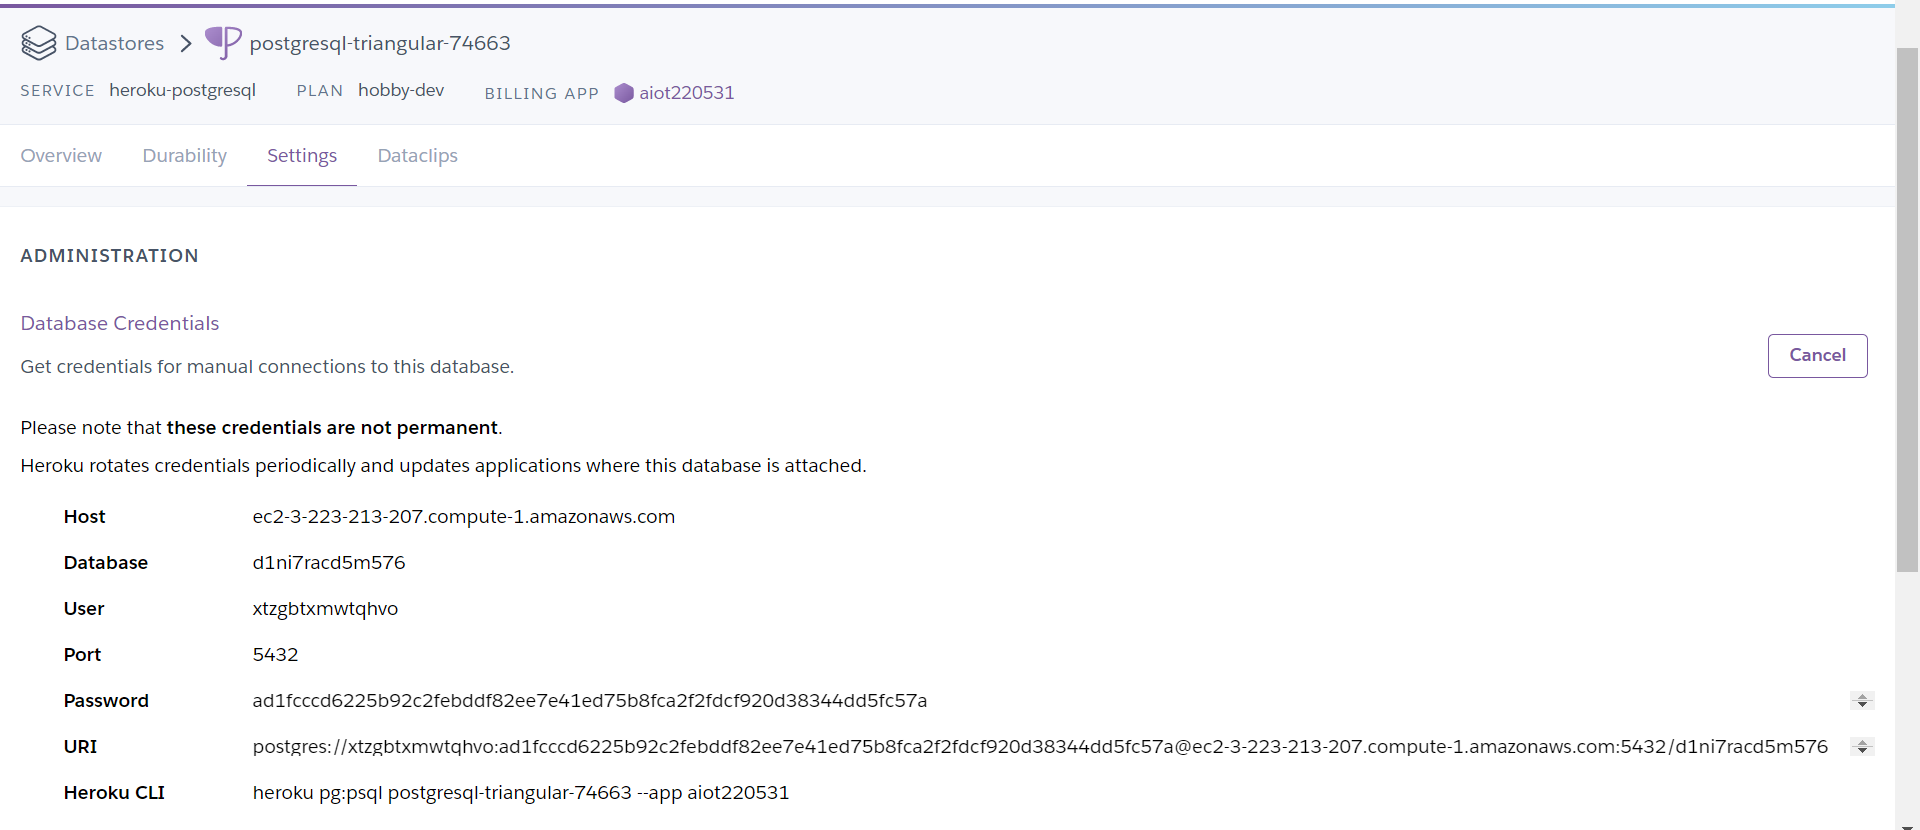 Datastores > postgresql-triangular-74663
SERVICE heroku-postgresql PLAN hobby-dev BILLING APP aiot220531
Overview Durability Settings Dataclips
ADMINISTRATION
Database Credentials
Get credentials for manual connections to this database.
Cancel
Please note that these credentials are not permanent.
Heroku rotates credentials periodically and updates applications where this database is attached.
Host ec2-3-223-213-207.compute-1.amazonaws.com
Database d1ni7racd5m576
User xtzgbtxmwtqhvo
Port 5432
Password ad1fcccd6225b92c2febddf82ee7e41ed75b8fca2f2fdcf920d38344dd5fc57a
URI postgres://xtzgbtxmwtqhvo:ad1fcccd6225b92c2febddf82ee7e41ed75b8fca2f2fdcf920d38344dd5fc57a@ec2-3-223-213-207.compute-1.amazonaws.com:5432/d1ni7racd5m576
Heroku CLI heroku pg:psql postgresql-triangular-74663 --app aiot220531